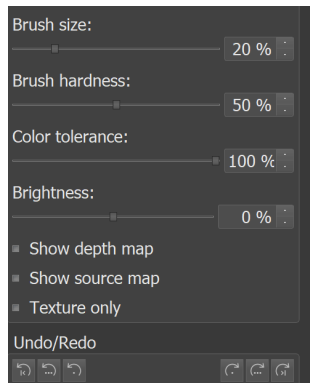 Brush size:
20 %
Brush hardness:
50 %
Color tolerance:
100 %
Brightness:
0 %
Show depth map
Show source map
Texture only
Undo/Redo